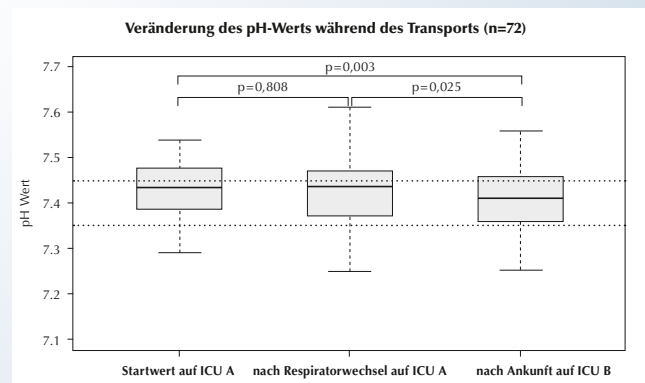 Veränderung des pH-Werts während des Transports (n=72)
p=0,003
p=0,808
p=0,025
pH Wert
7.7
7.6
7.5
7.4
7.3
7.2
7.1
Startwert auf ICU A
nach Respiratorwechsel auf ICU A
nach Ankunft auf ICU B